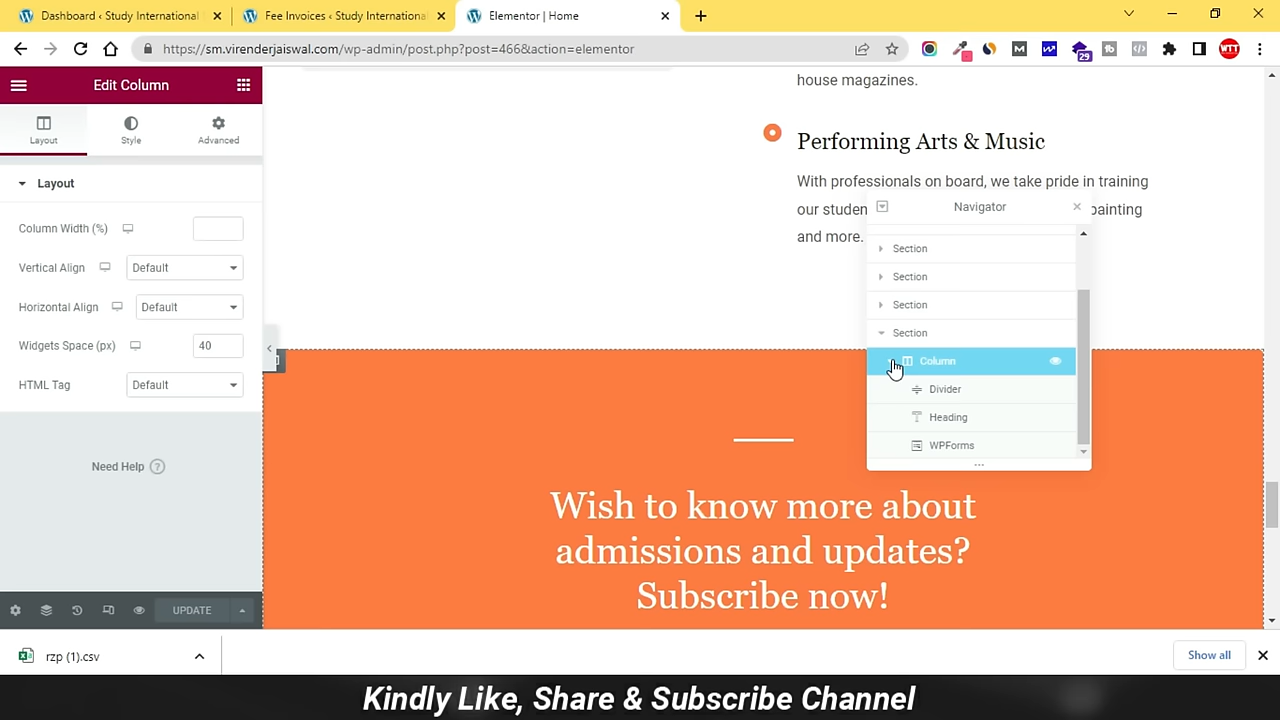 Dashboard ‹ Study International
Fee Invoices ‹ Study International
Elementor | Home
https://sm.virenderjaiswal.com/wp-admin/post.php?post=466&action=elementor
29
WTT
Edit Column
Layout
Style
Advanced
Layout
Column Width (%)
Vertical Align
Default
Horizontal Align
Default
Widgets Space (px)
40
HTML Tag
Default
Need Help
UPDATE
house magazines.
Performing Arts & Music
With professionals on board, we take pride in training
our studen
painting
and more.
Navigator
Section
Section
Section
Section
Column
Divider
Heading
WPForms
Wish to know more about
admissions and updates?
Subscribe now!
rzp (1).csv
Show all
Kindly Like, Share & Subscribe Channel